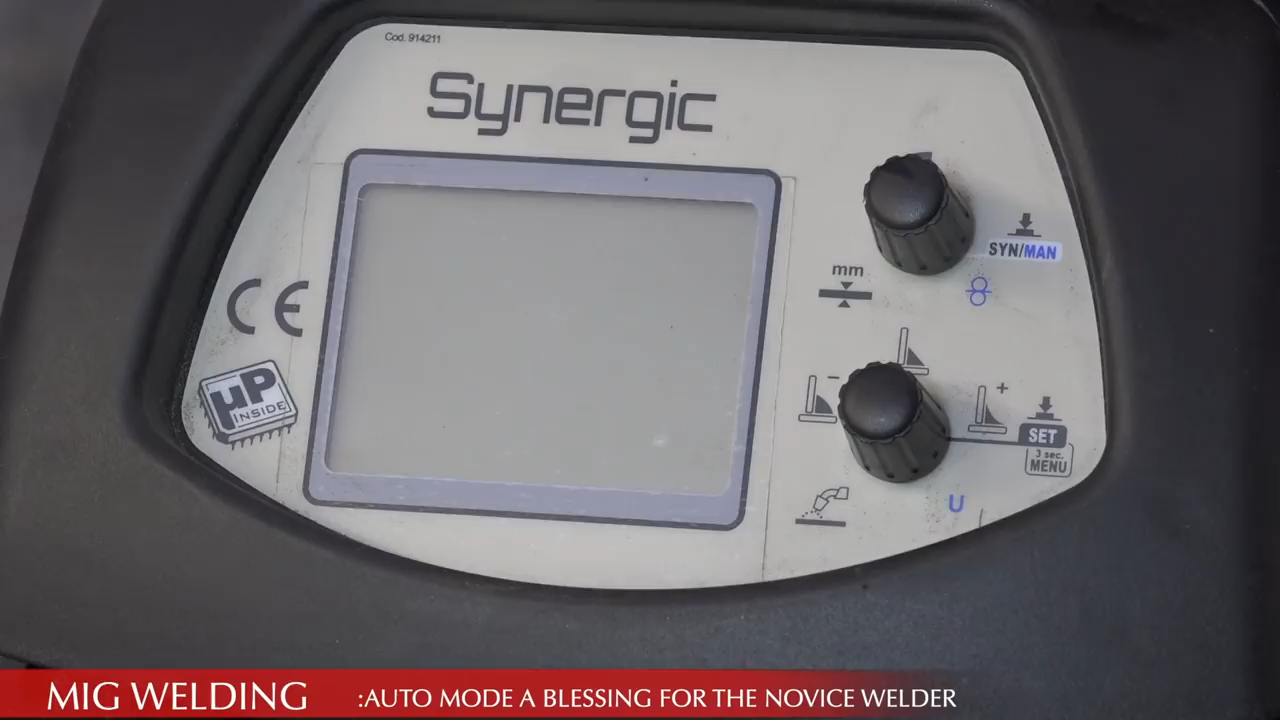 Cod. 914211
Synergic
SYN/MAN
mm
CE
μP
INSIDE
−
+
SET
3 sec.
MENU
U
MIG WELDING :AUTO MODE A BLESSING FOR THE NOVICE WELDER